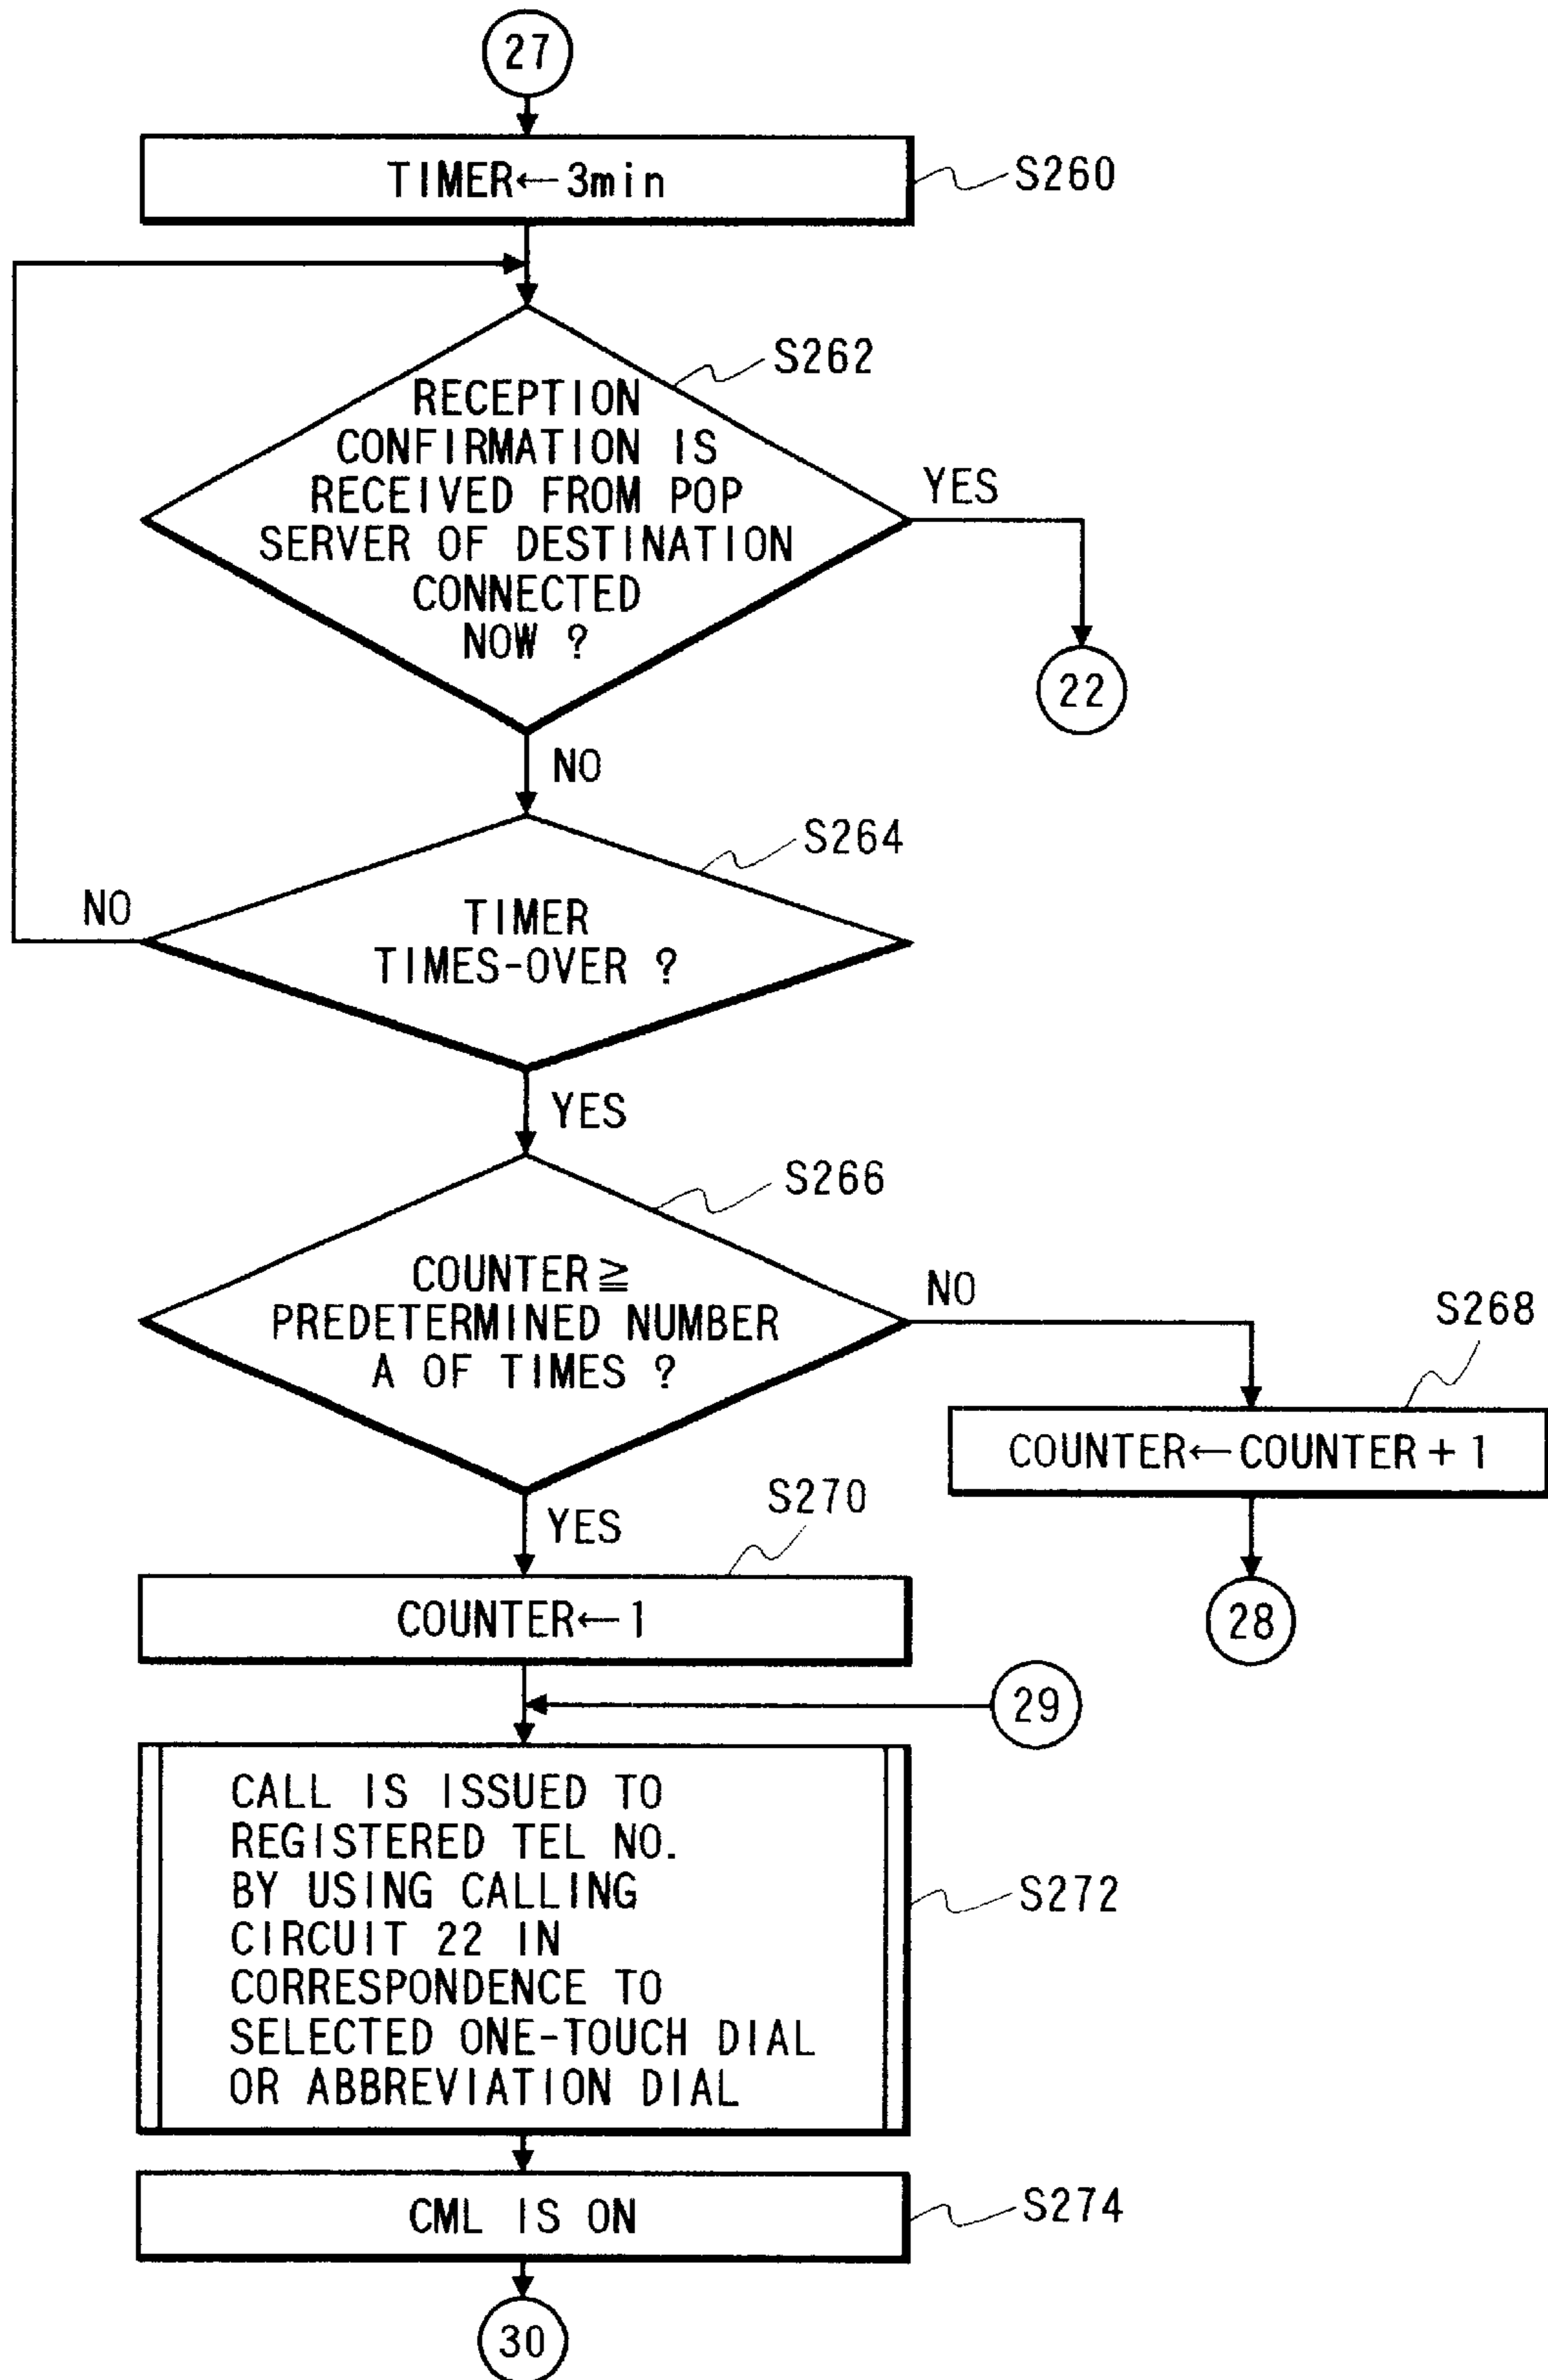 27
TIMER←3min
S260
S262
RECEPTION
CONFIRMATION IS
RECEIVED FROM POP
SERVER OF DESTINATION
CONNECTED
NOW ?
YES
22
NO
S264
NO
TIMER
TIMES-OVER ?
YES
S266
COUNTER≧
PREDETERMINED NUMBER
A OF TIMES ?
NO
S268
COUNTER←COUNTER+1
28
YES
S270
COUNTER←1
29
CALL IS ISSUED TO
REGISTERED TEL NO.
BY USING CALLING
CIRCUIT 22 IN
CORRESPONDENCE TO
SELECTED ONE-TOUCH DIAL
OR ABBREVIATION DIAL
S272
CML IS ON
S274
30